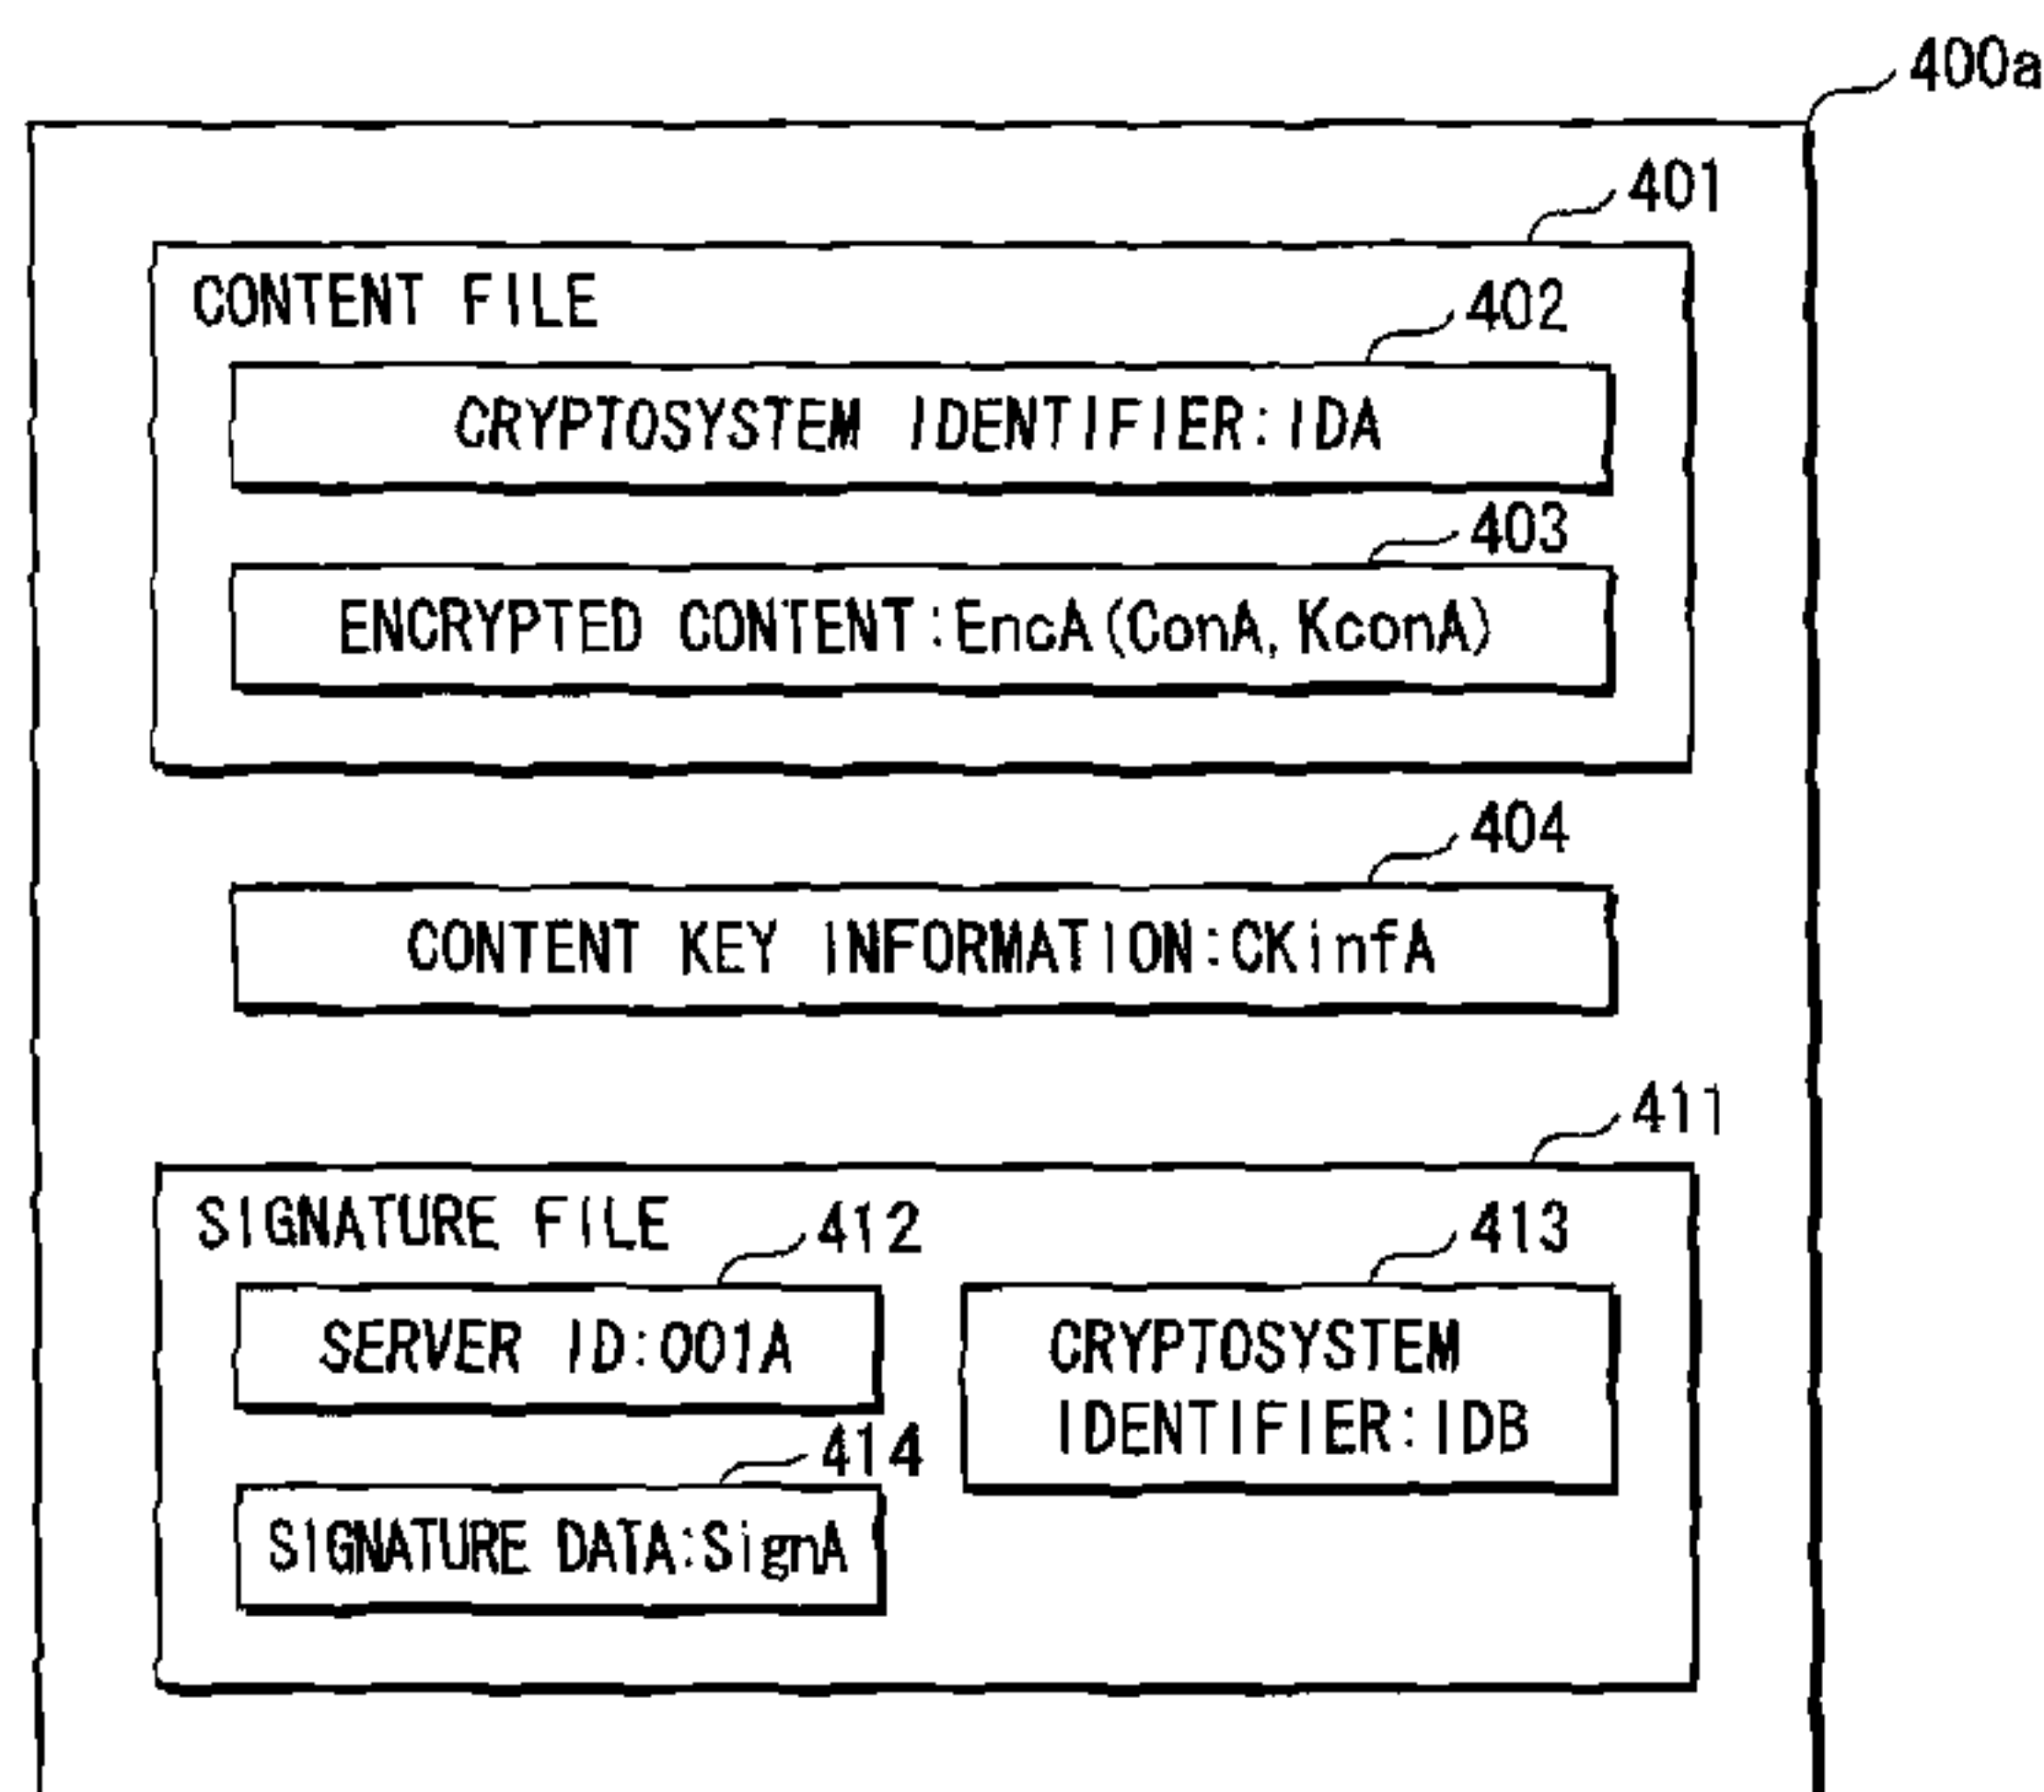 400a
401
CONTENT FILE
402
CRYPTOSYSTEM IDENTIFIER:IDA
403
ENCRYPTED CONTENT:EncA(ConA,KconA)
404
CONTENT KEY INFORMATION:CKinfA
411
SIGNATURE FILE
412
413
SERVER ID:001A
CRYPTOSYSTEM
IDENTIFIER:IDB
414
SIGNATURE DATA:SignA